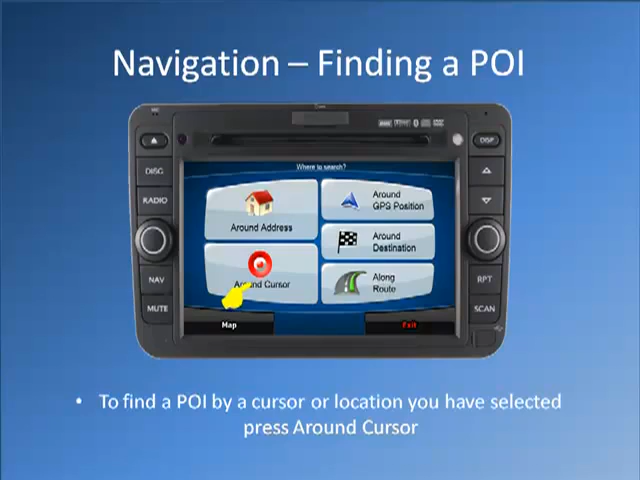 Navigation – Finding a POI
DISP
DISC
RADIO
NAV
MUTE
RPT
SCAN
Where to search?
Around Address
Around
GPS Position
Around
Destination
Around Cursor
Along
Route
Map
Exit
• To find a POI by a cursor or location you have selected
press Around Cursor